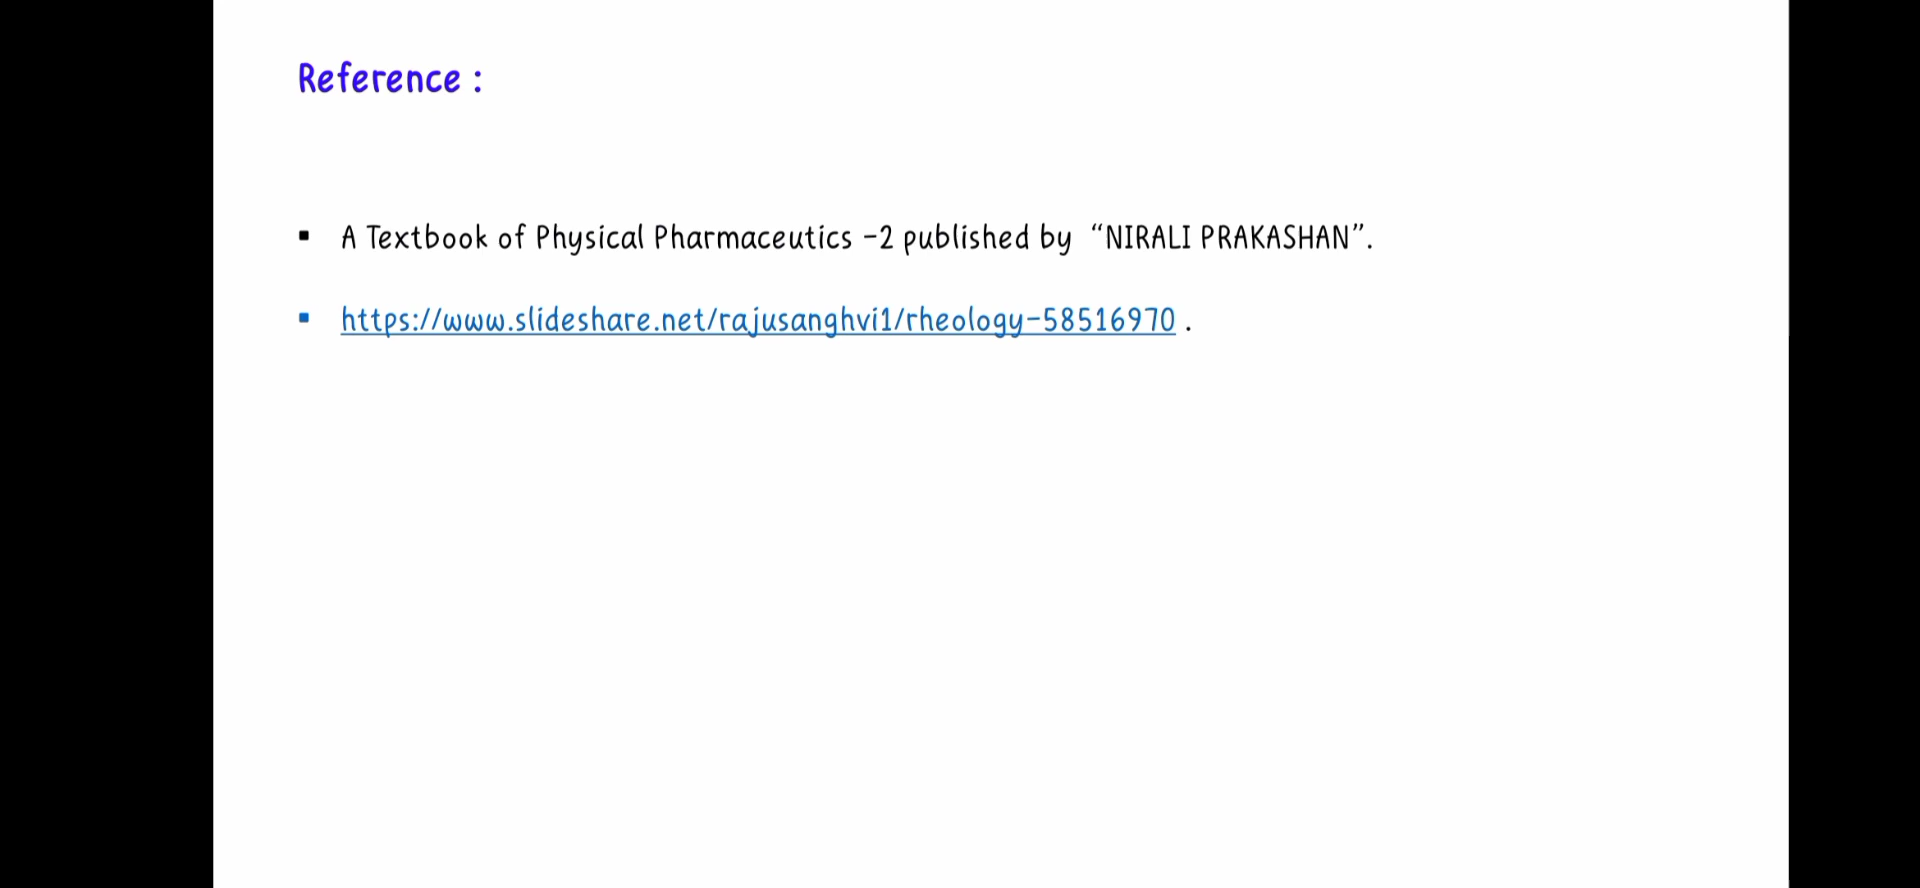 Reference :
▪ A Textbook of Physical Pharmaceutics -2 published by “NIRALI PRAKASHAN”.
▪ https://www.slideshare.net/rajusanghvi1/rheology-58516970 .